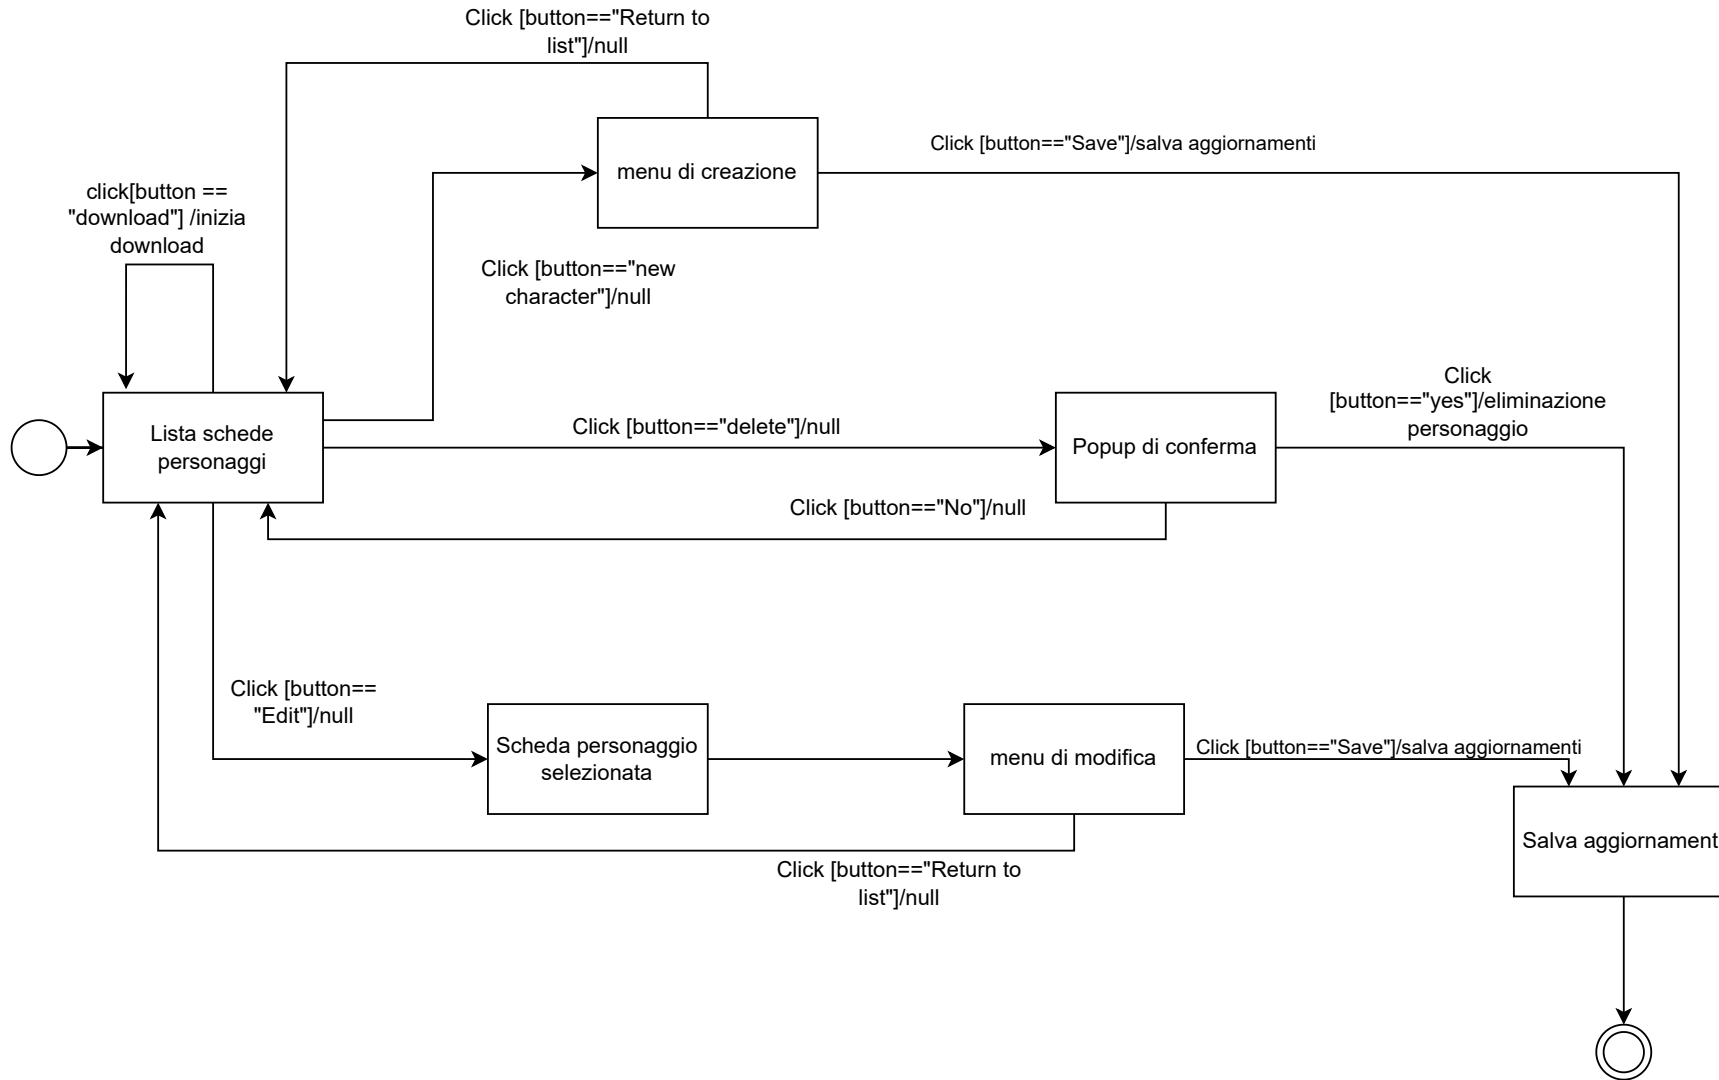 Click [button=="Return to
list"]/null
menu di creazione
Click [button=="Save"]/salva aggiornamenti
click[button ==
"download"] /inizia
download
Click [button=="new
character"]/null
Lista schede
personaggi
Click [button=="delete"]/null
Popup di conferma
Click
[button=="yes"]/eliminazione
personaggio
Click [button=="No"]/null
Click [button==
"Edit"]/null
Scheda personaggio
selezionata
menu di modifica
Click [button=="Save"]/salva aggiornamenti
Salva aggiornament
Click [button=="Return to
list"]/null